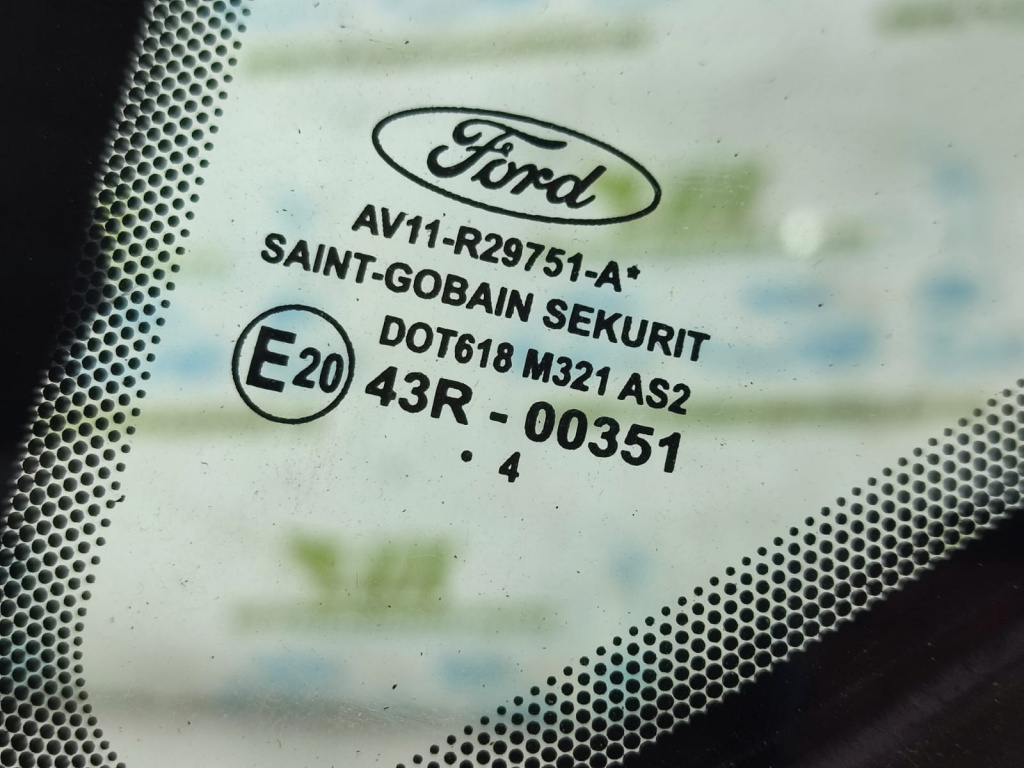 Ford
AV11-R29751-A*
SAINT-GOBAIN SEKURIT
DOT618 M321 AS2
E20
43R - 00351
. 4